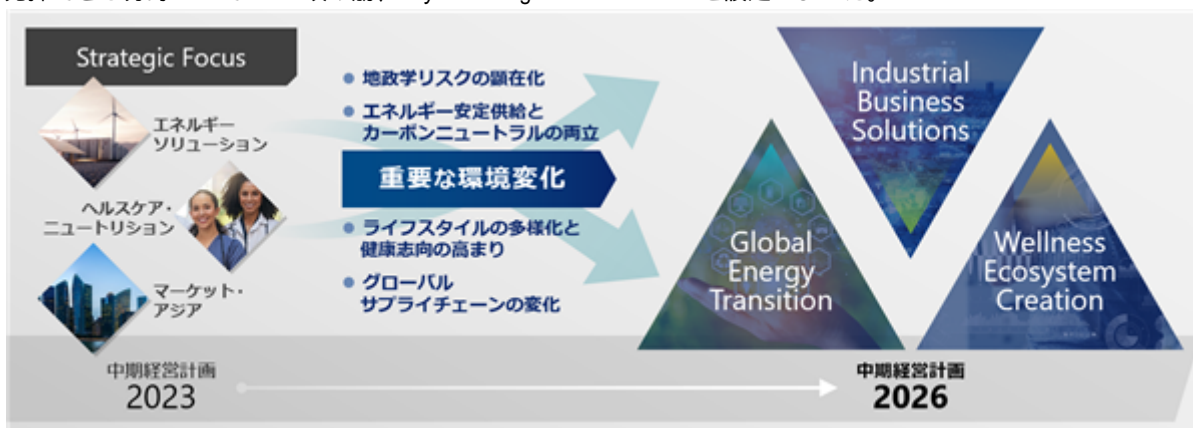 Strategic Focus
エネルギー
ソリューション
ヘルスケア・
ニュートリション
マーケット・
アジア
● 地政学リスクの顕在化
● エネルギー安定供給と
カーボンニュートラルの両立
重要な環境変化
● ライフスタイルの多様化と
健康志向の高まり
● グローバル
サプライチェーンの変化
Industrial
Business
Solutions
Global
Energy
Transition
Wellness
Ecosystem
Creation
中期経営計画
2023
中期経営計画
2026